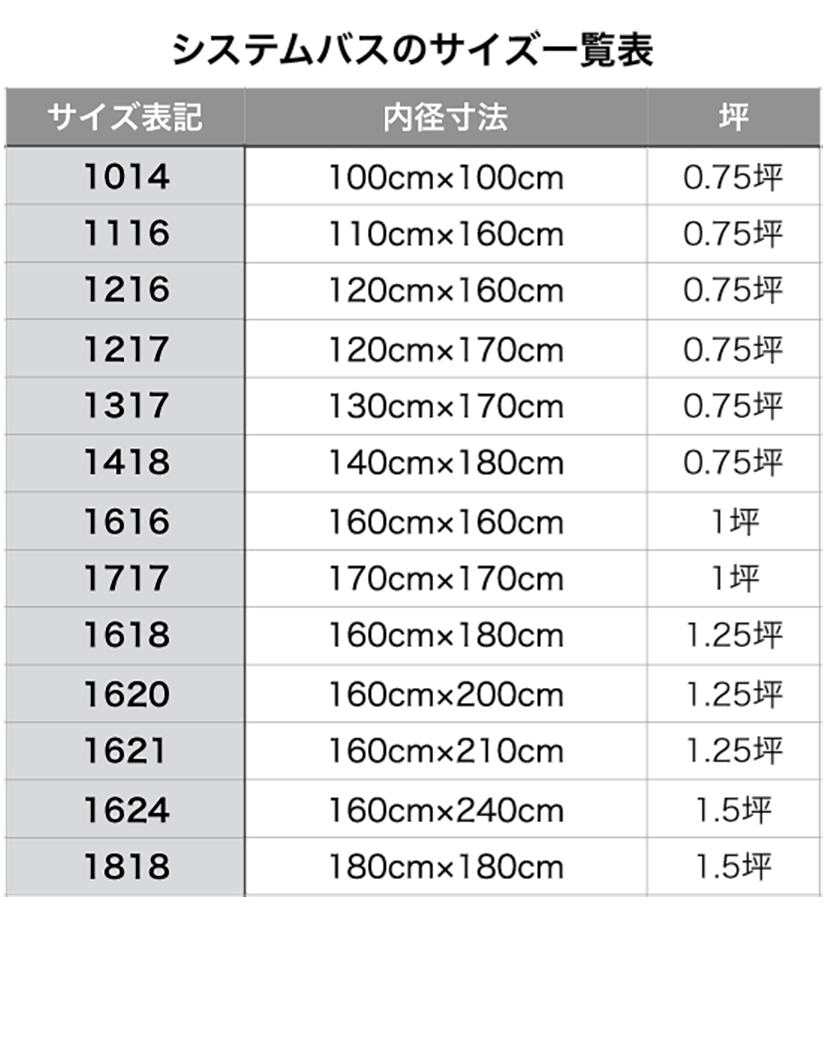 システムバスのサイズ一覧表
サイズ表記 内径寸法 坪
1014 100cm×100cm 0.75坪
1116 110cm×160cm 0.75坪
1216 120cm×160cm 0.75坪
1217 120cm×170cm 0.75坪
1317 130cm×170cm 0.75坪
1418 140cm×180cm 0.75坪
1616 160cm×160cm 1坪
1717 170cm×170cm 1坪
1618 160cm×180cm 1.25坪
1620 160cm×200cm 1.25坪
1621 160cm×210cm 1.25坪
1624 160cm×240cm 1.5坪
1818 180cm×180cm 1.5坪